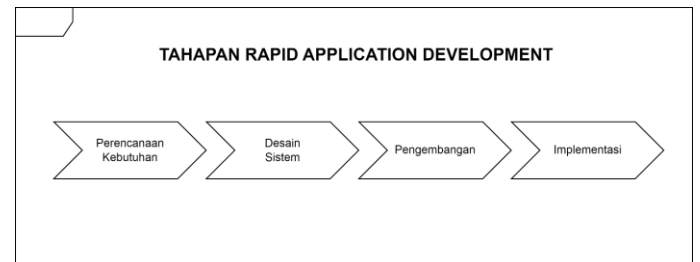 TAHAPAN RAPID APPLICATION DEVELOPMENT
Perencanaan
Kebutuhan
Desain
Sistem
Pengembangan
Implementasi